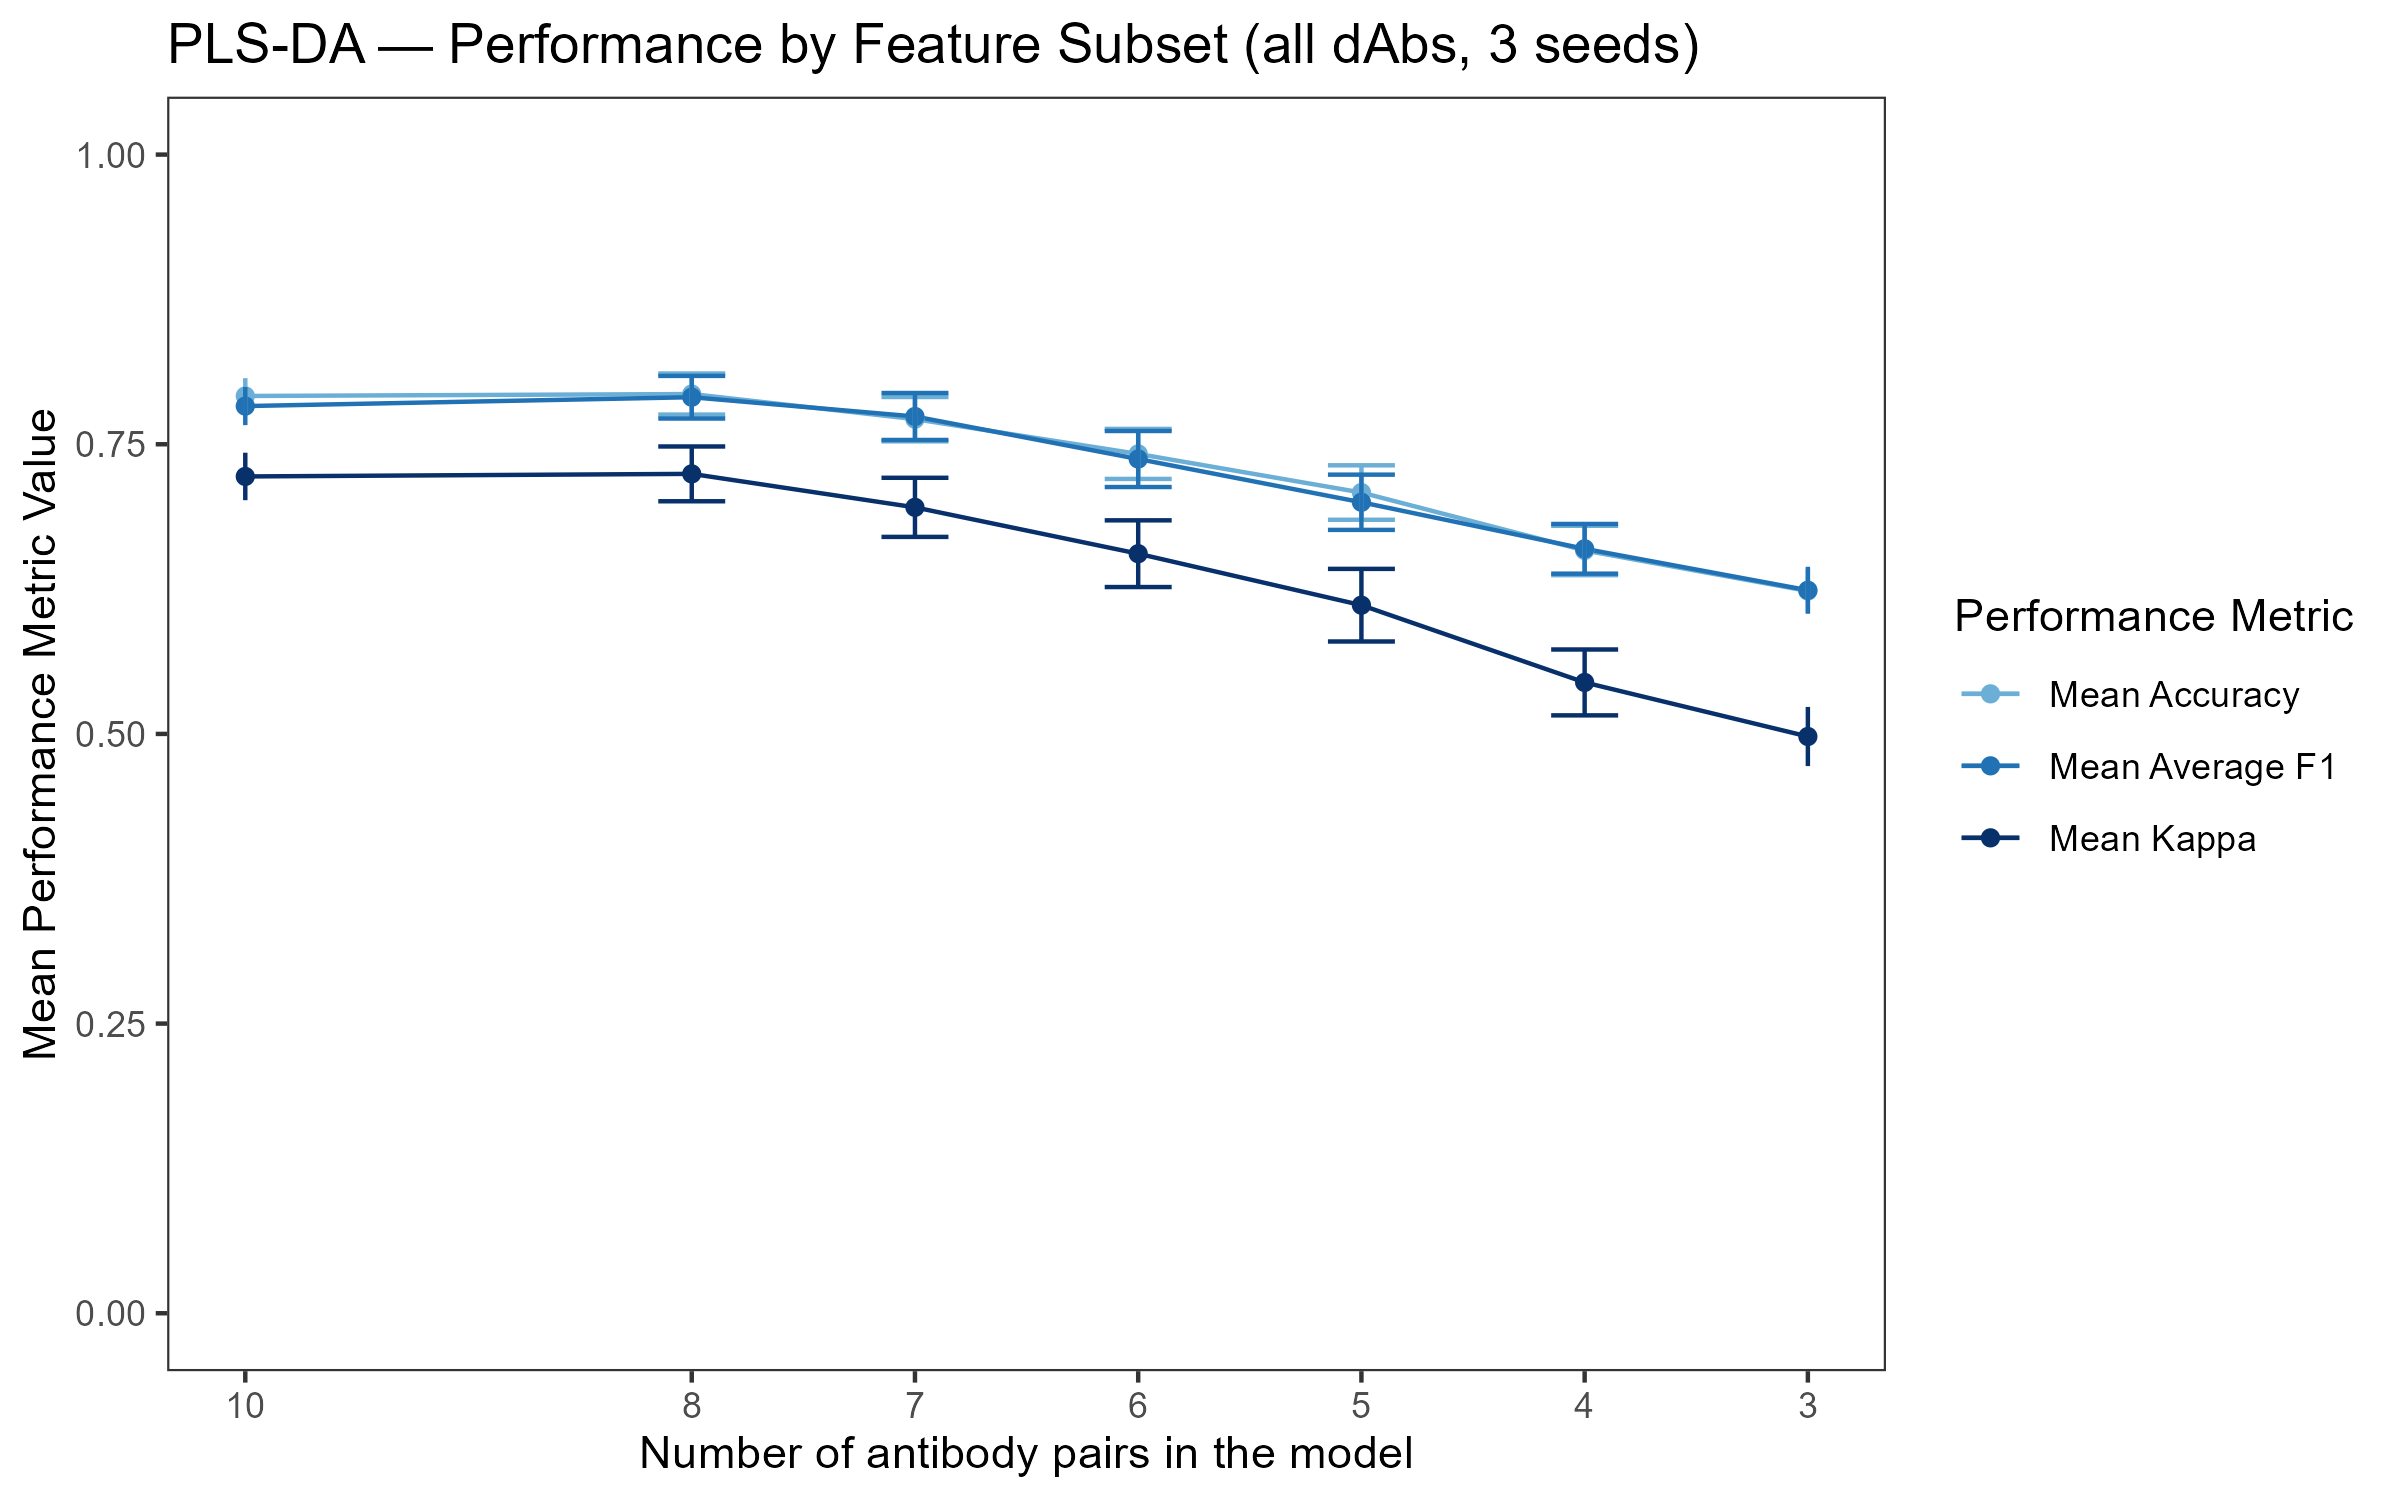 PLS-DA — Performance by Feature Subset (all dAbs, 3 seeds)
Mean Performance Metric Value
1.00
0.75
0.50
0.25
0.00
10 8 7 6 5 4 3
Number of antibody pairs in the model
Performance Metric
Mean Accuracy
Mean Average F1
Mean Kappa